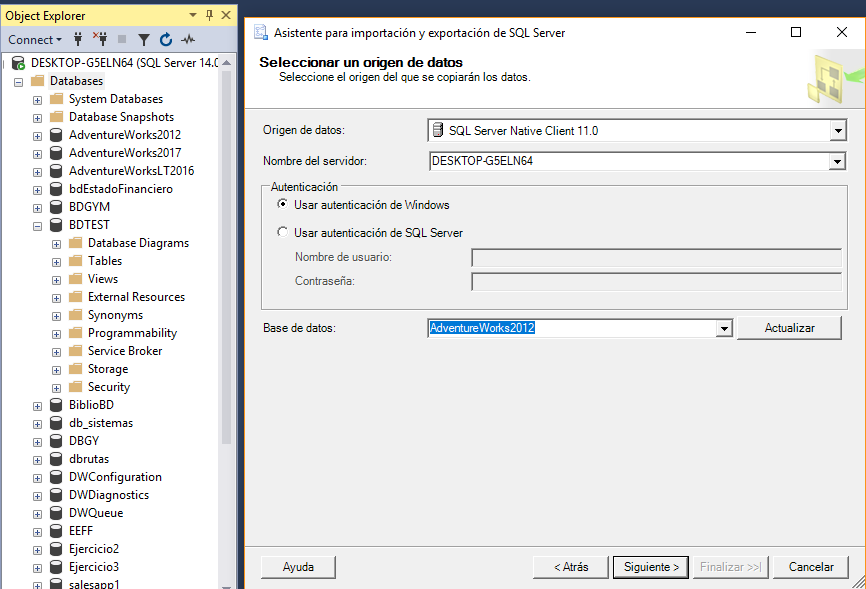 Object Explorer
Connect
DESKTOP-G5ELN64 (SQL Server 14.0
Databases
System Databases
Database Snapshots
AdventureWorks2012
AdventureWorks2017
AdventureWorksLT2016
bdEstadoFinanciero
BDGYM
BDTEST
Database Diagrams
Tables
Views
External Resources
Synonyms
Programmability
Service Broker
Storage
Security
BiblioBD
db_sistemas
DBGY
dbrutas
DWConfiguration
DWDiagnostics
DWQueue
EEFF
Ejercicio2
Ejercicio3
salesapp1
Asistente para importación y exportación de SQL Server
Seleccionar un origen de datos
Seleccione el origen del que se copiarán los datos.
Origen de datos: SQL Server Native Client 11.0
Nombre del servidor: DESKTOP-G5ELN64
Autenticación
Usar autenticación de Windows
Usar autenticación de SQL Server
Nombre de usuario:
Contraseña:
Base de datos: AdventureWorks2012 Actualizar
Ayuda < Atrás Siguiente > Finalizar >>| Cancelar